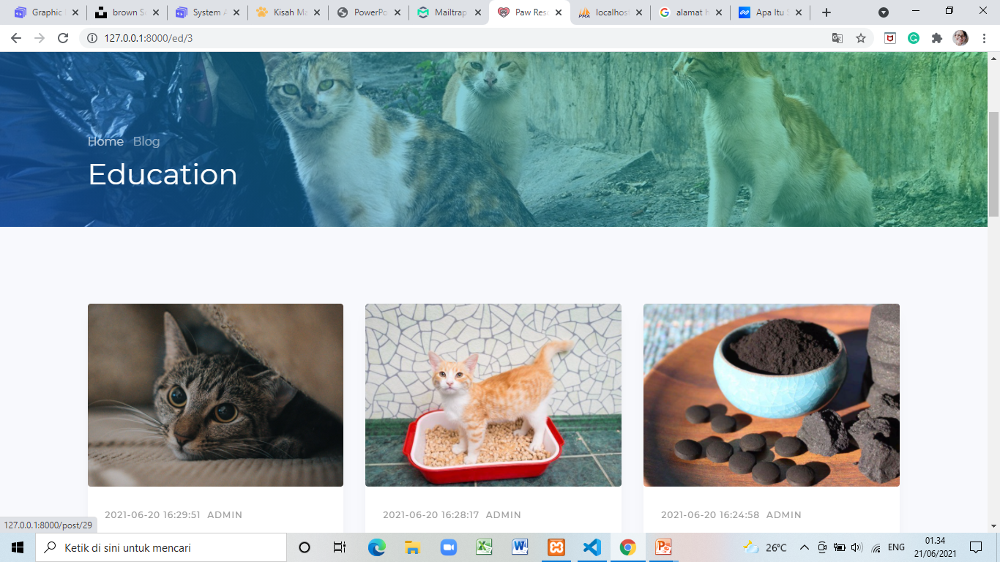 Graphic
brown S
System A
Kisah Ma
PowerPo
Mailtrap
Paw Resc
localhost
alamat h
Apa Itu S
127.0.0.1:8000/ed/3
Home Blog
Education
2021-06-20 16:29:51 ADMIN
2021-06-20 16:28:17 ADMIN
2021-06-20 16:24:58 ADMIN
127.0.0.1:8000/post/29
Ketik di sini untuk mencari
26°C
ENG
01.34
21/06/2021